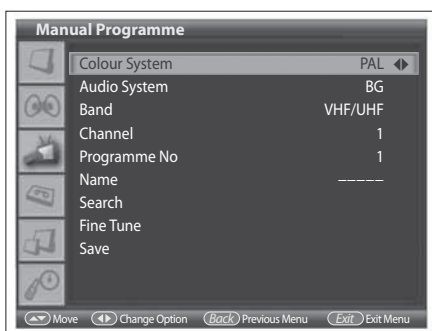 Manual Programme
Colour System PAL
Audio System BG
Band VHF/UHF
Channel 1
Programme No 1
Name –––––
Search
Fine Tune
Save
Move Change Option Back Previous Menu Exit Exit Menu